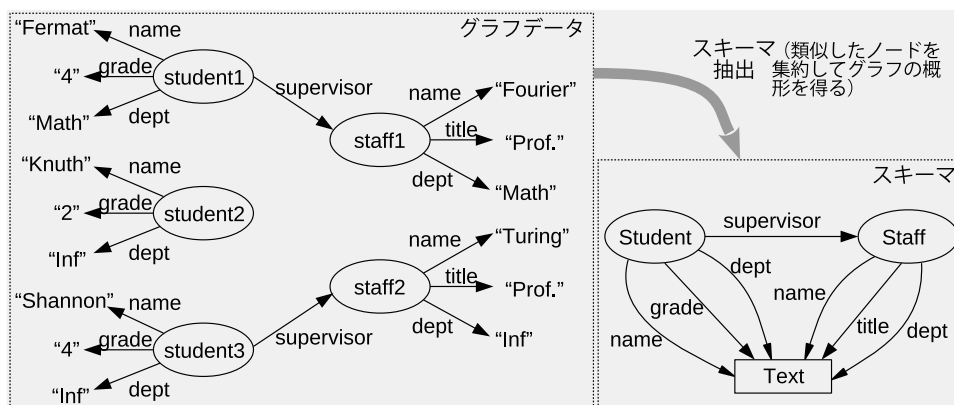 グラフデータ
“Fermat”
name
“4”
grade
student1
“Math”
dept
supervisor
name
“Fourier”
staff1
title
“Prof.”
dept
“Math”
“Knuth”
name
“2”
grade
student2
“Inf”
dept
“Shannon”
name
“4”
grade
student3
“Inf”
dept
supervisor
name
“Turing”
staff2
title
“Prof.”
dept
“Inf”
スキーマ（類似したノードを
抽出 集約してグラフの概
形を得る）
スキーマ
Student
supervisor
Staff
name
grade
dept
name
title
dept
Text